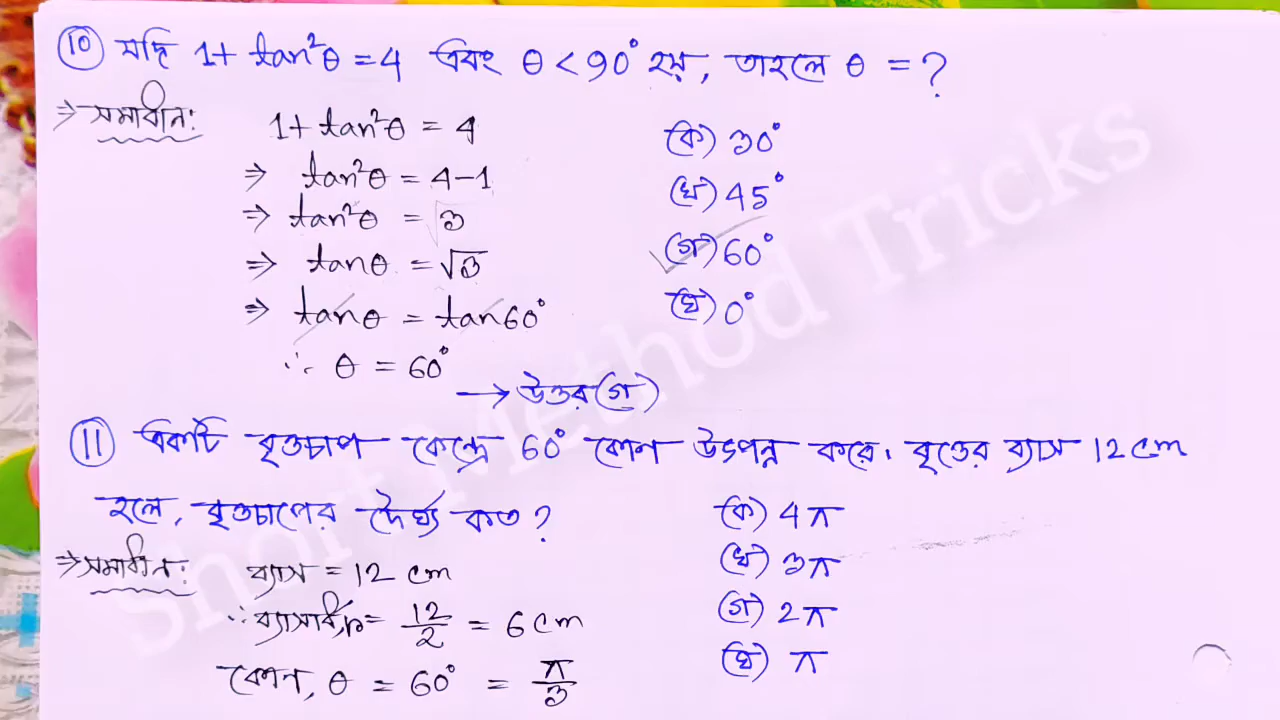 ১০ যদি 1 + tan²θ = 4 এবং θ < 90° হয়, তাহলে θ = ?
⇒ সমাধান:
1 + tan²θ = 4
⇒ tan²θ = 4 - 1
⇒ tan²θ = 3
⇒ tanθ = √3
⇒ tanθ = tan60°
∴ θ = 60°
→ উত্তর (গ)
(ক) 30°
(খ) 45°
(গ) 60°
(ঘ) 0°
11 একটি বৃত্তচাপ কেন্দ্রে 60° কোণ উৎপন্ন করে। বৃত্তের ব্যাস 12 cm
হলে, বৃত্তচাপের দৈর্ঘ্য কত ?
⇒ সমাধান:
ব্যাস = 12 cm
∴ ব্যাসার্ধ, r = 12/2 = 6 cm
কোণ, θ = 60° = π/3
(ক) 4π
(খ) 3π
(গ) 2π
(ঘ) π
Short Method Tricks